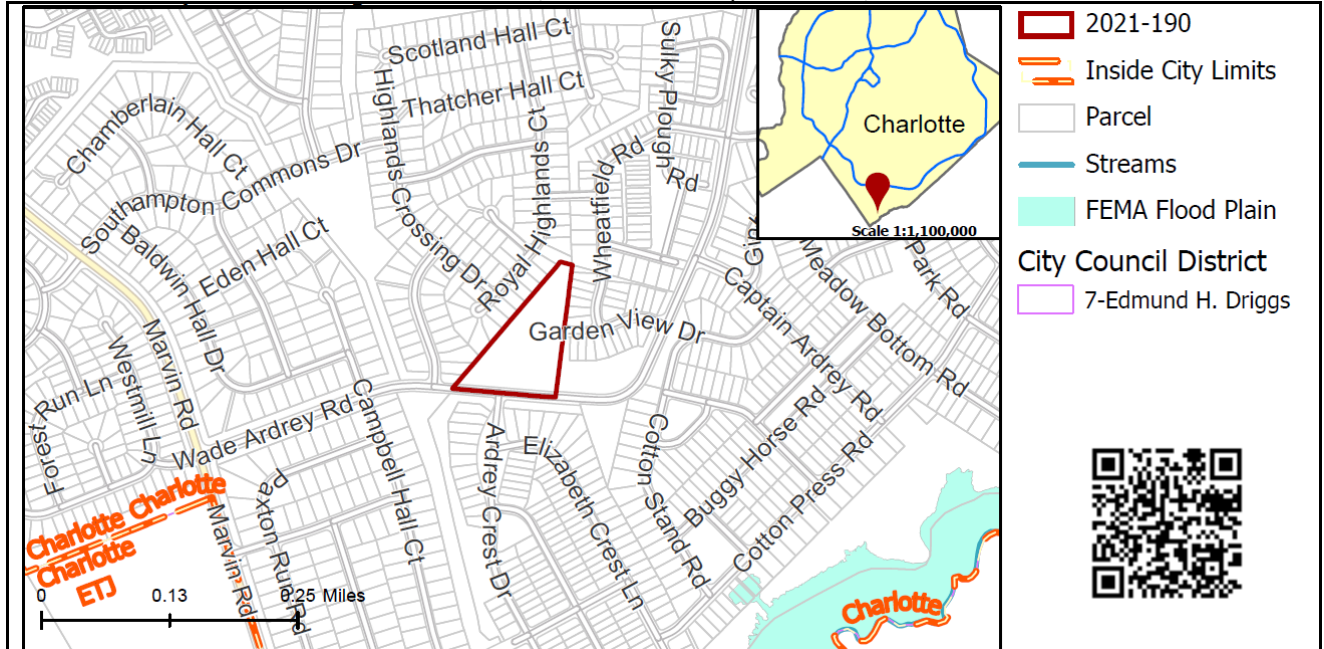 Scotland Hall Ct
Thatcher Hall Ct
Sulky Plough
Rd
Highlands Crossing Dr
Chamberlain Hall Ct
Southampton Commons Dr
Royal Highlands Ct
Wheatfield Rd
Baldwin Hall Dr
Eden Hall Ct
Garden View Dr
Captain Ardrey Rd
Meadow Bottom Rd
Park Rd
Marvin Rd
Westmill Ln
Forest Run Ln
Wade Ardrey Rd
Campbell Hall Ct
Ardrey Crest Dr
Elizabeth Crest Ln
Cotton Stand Rd
Buggy Horse Rd
Cotton Press Rd
Paxton Run Rd
Marvin Rd
Charlotte Charlotte
Charlotte
ETJ
Charlotte
0 0.13 0.25 Miles
Charlotte
Scale 1:1,100,000
2021-190
Inside City Limits
Parcel
Streams
FEMA Flood Plain
City Council District
7-Edmund H. Driggs